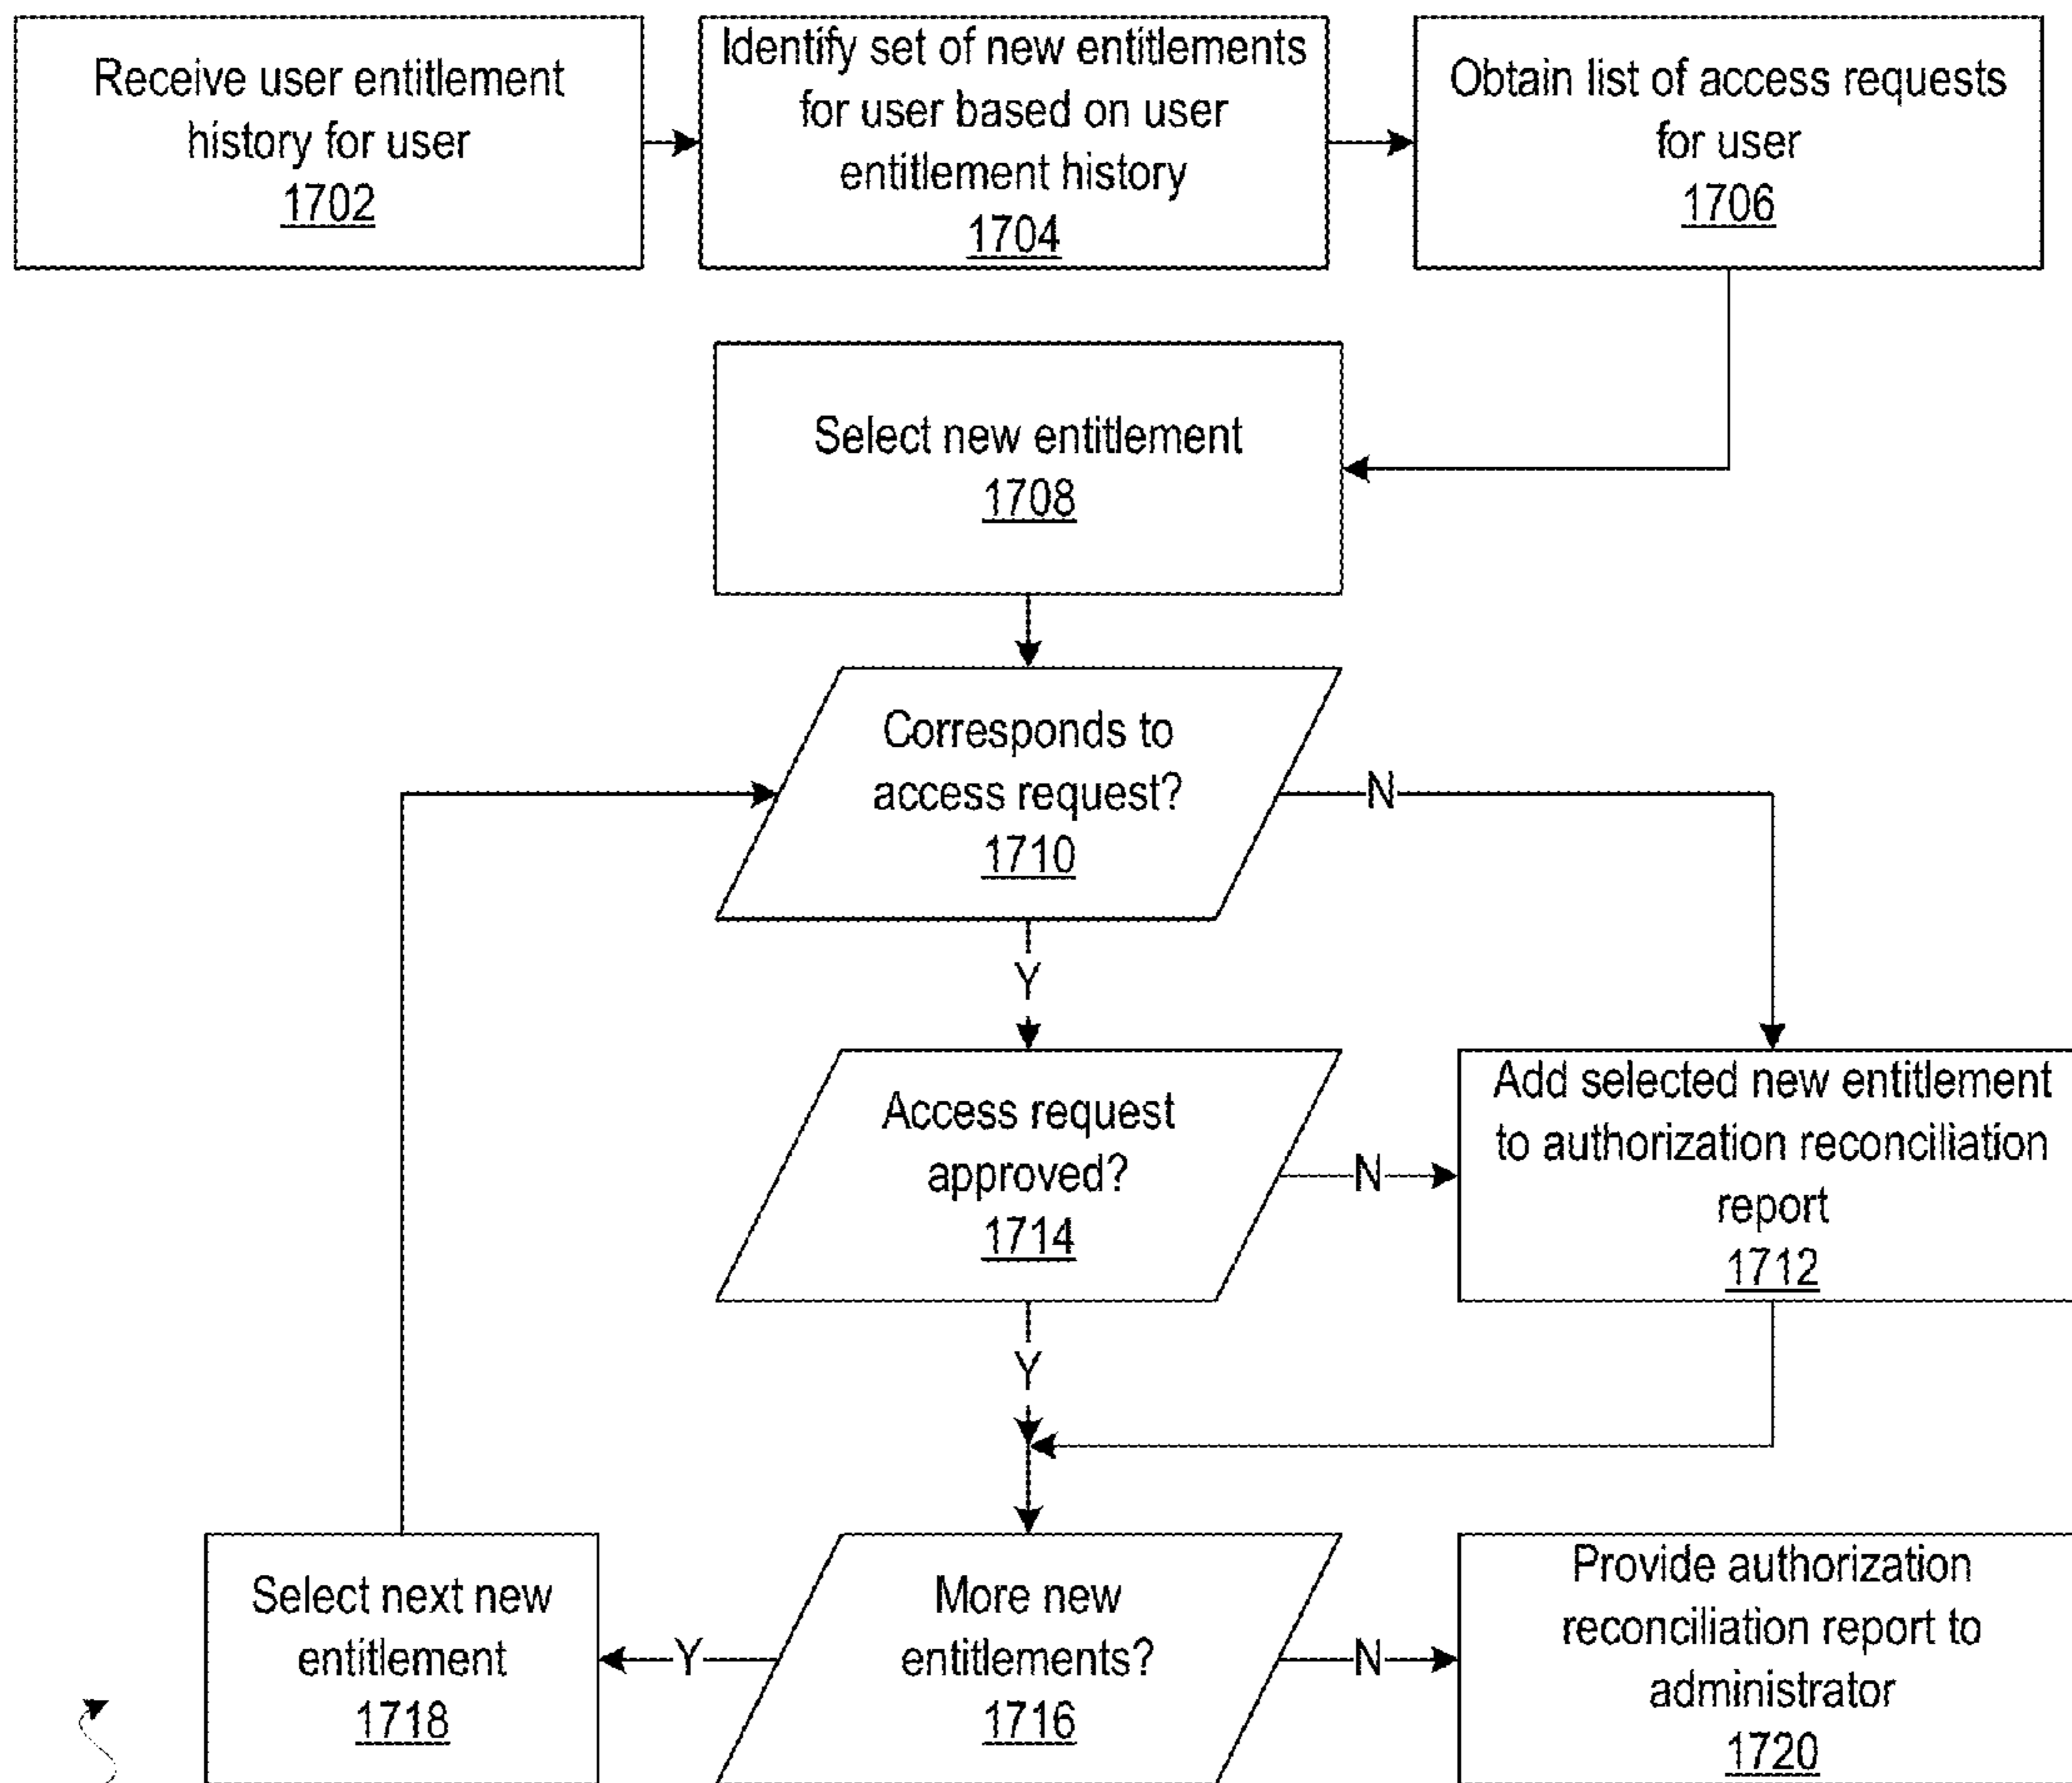 Receive user entitlement
history for user
1702
Identify set of new entitlements
for user based on user
entitlement history
1704
Obtain list of access requests
for user
1706
Select new entitlement
1708
Corresponds to
access request?
1710
N
Y
Access request
approved?
1714
N
Add selected new entitlement
to authorization reconciliation
report
1712
Y
Select next new
entitlement
1718
Y
More new
entitlements?
1716
N
Provide authorization
reconciliation report to
administrator
1720